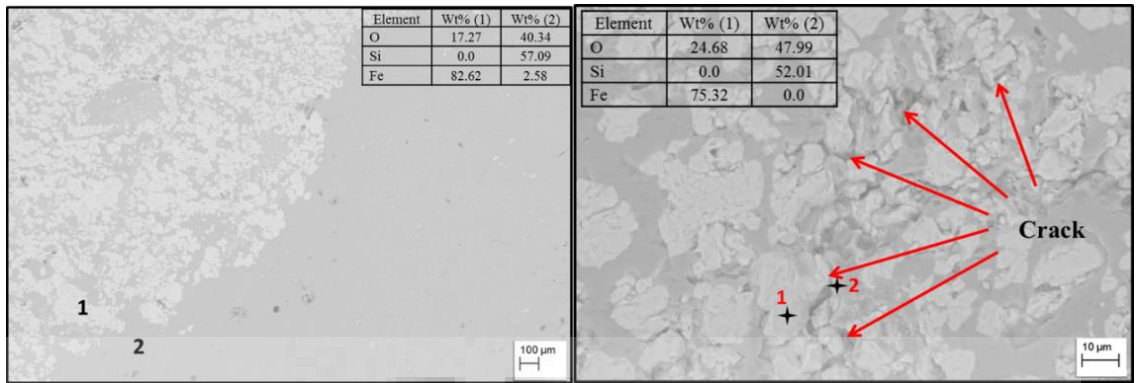 Element Wt% (1) Wt% (2)
O 17.27 40.34
Si 0.0 57.09
Fe 82.62 2.58
1
2
100 µm
Element Wt% (1) Wt% (2)
O 24.68 47.99
Si 0.0 52.01
Fe 75.32 0.0
Crack
1
2
10 µm